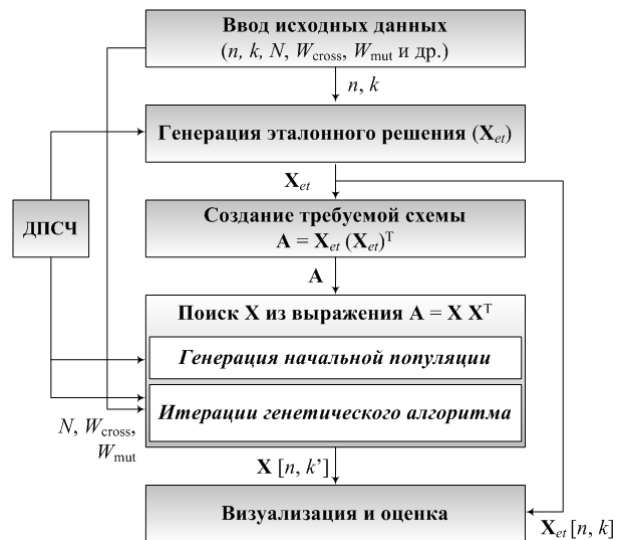 Ввод исходных данных
(n, k, N, Wcross, Wmut и др.)
n, k
Генерация эталонного решения (Xet)
Xet
Создание требуемой схемы
A = Xet (Xet)T
ДПСЧ
A
Поиск X из выражения A = X XT
Генерация начальной популяции
Итерации генетического алгоритма
N, Wcross,
Wmut
X [n, k’]
Визуализация и оценка
Xet [n, k]